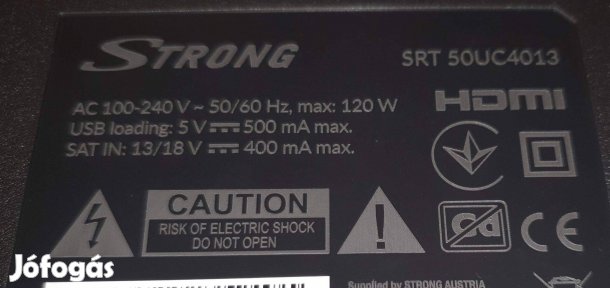 STRONG
SRT 50UC4013
AC 100-240 V ~ 50/60 Hz, max: 120 W
USB loading: 5 V⎓500 mA max.
SAT IN: 13/18 V⎓400 mA max.
HDMI
CAUTION
RISK OF ELECTRIC SHOCK
DO NOT OPEN
Cd
CE
Jófogás
Supplied by STRONG AUSTRIA